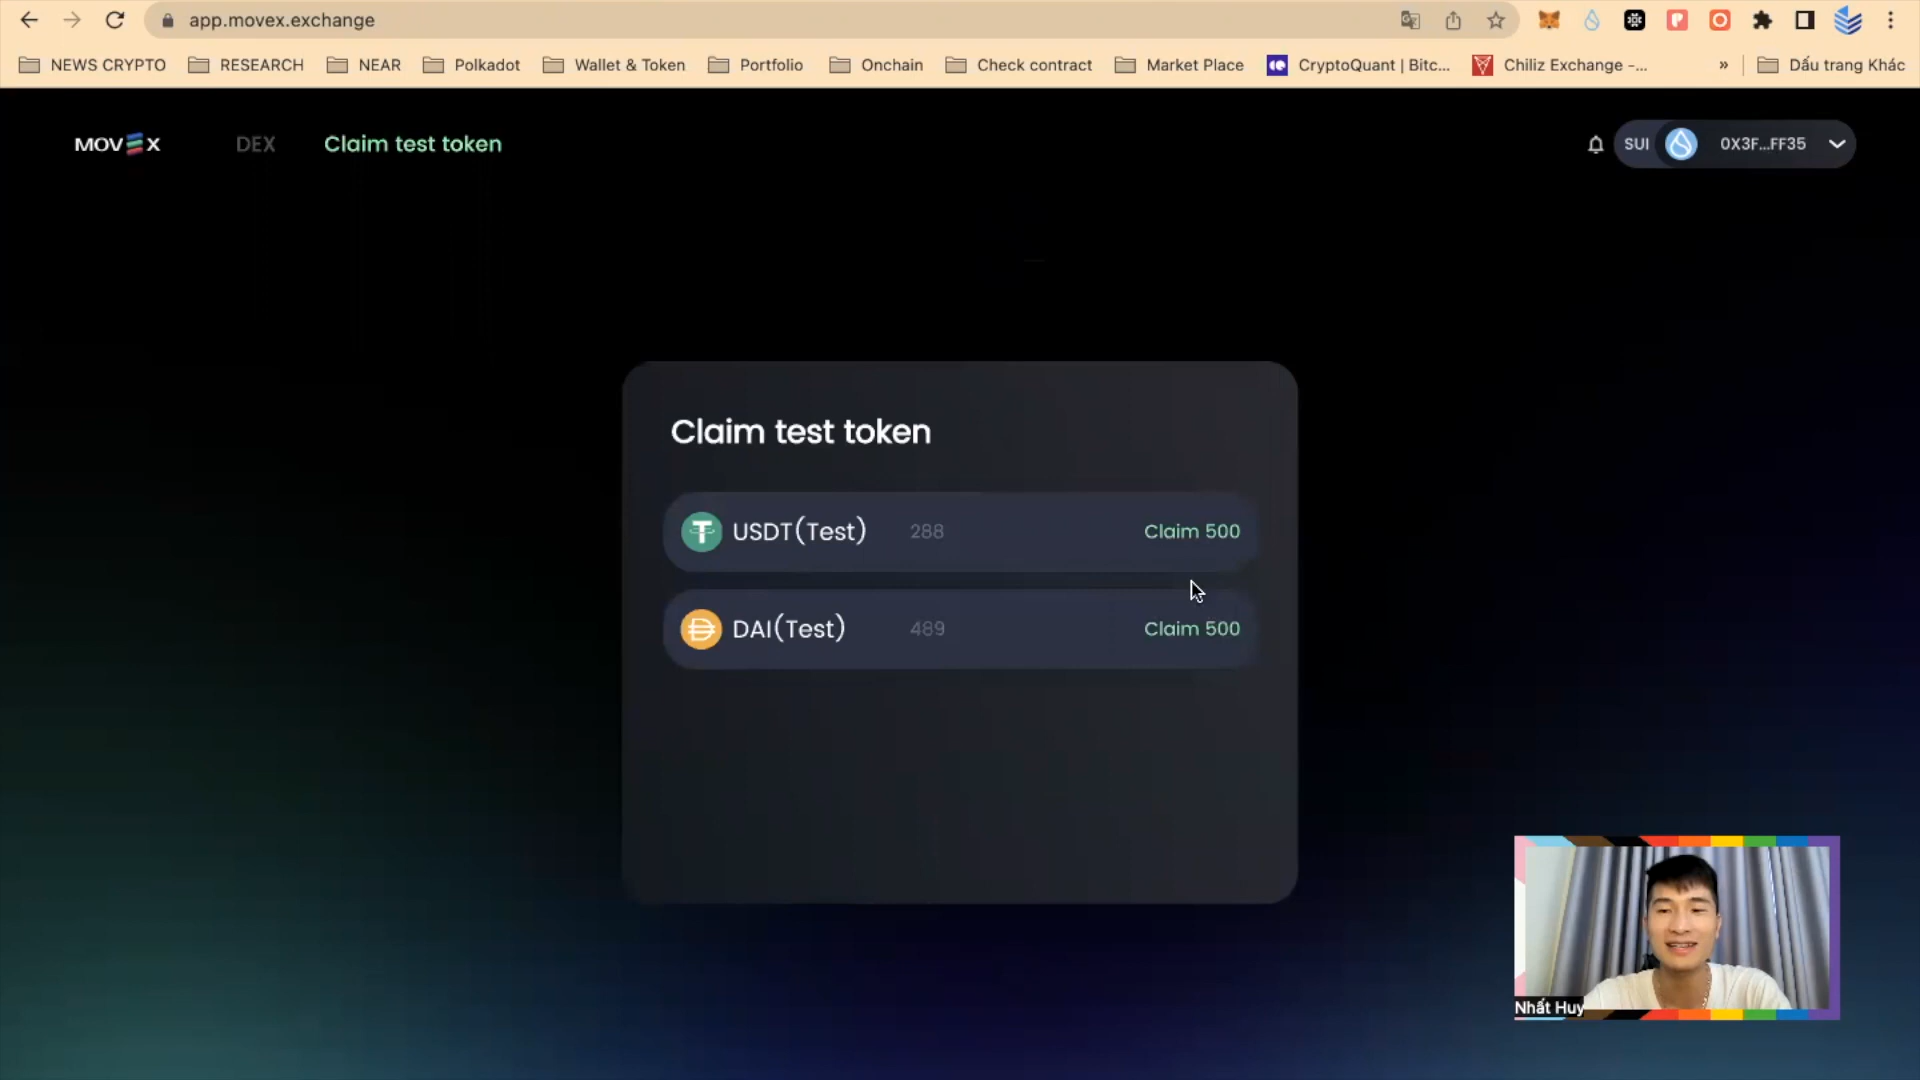 app.movex.exchange
NEWS CRYPTO RESEARCH NEAR Polkadot Wallet & Token Portfolio Onchain Check contract Market Place CryptoQuant | Bitc... Chiliz Exchange -... » Dấu trang Khác
MOVEX DEX Claim test token SUI 0X3F...FF35
Claim test token
USDT(Test) 288 Claim 500
DAI(Test) 489 Claim 500
Nhất Huy